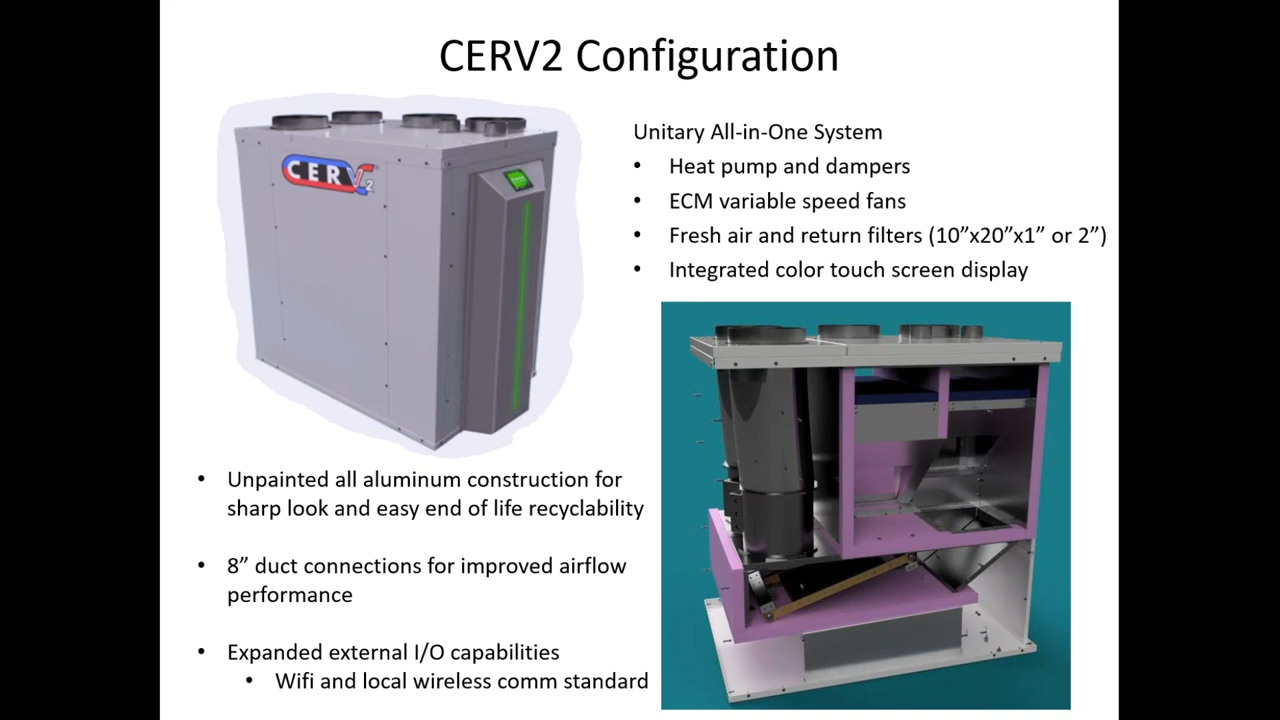 CERV2 Configuration
CERV2
Unitary All-in-One System
• Heat pump and dampers
• ECM variable speed fans
• Fresh air and return filters (10”x20”x1” or 2”)
• Integrated color touch screen display
• Unpainted all aluminum construction for
sharp look and easy end of life recyclability
• 8” duct connections for improved airflow
performance
• Expanded external I/O capabilities
• Wifi and local wireless comm standard